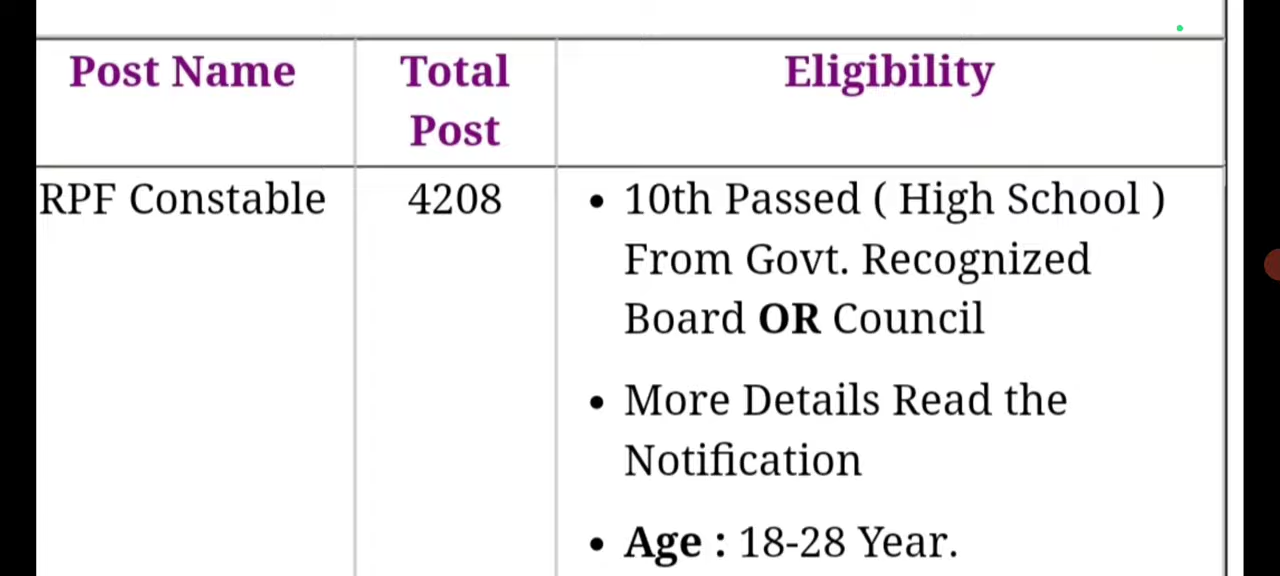 Post Name
Total
Post
Eligibility
RPF Constable
4208
• 10th Passed ( High School )
From Govt. Recognized
Board OR Council
• More Details Read the
Notification
• Age : 18-28 Year.